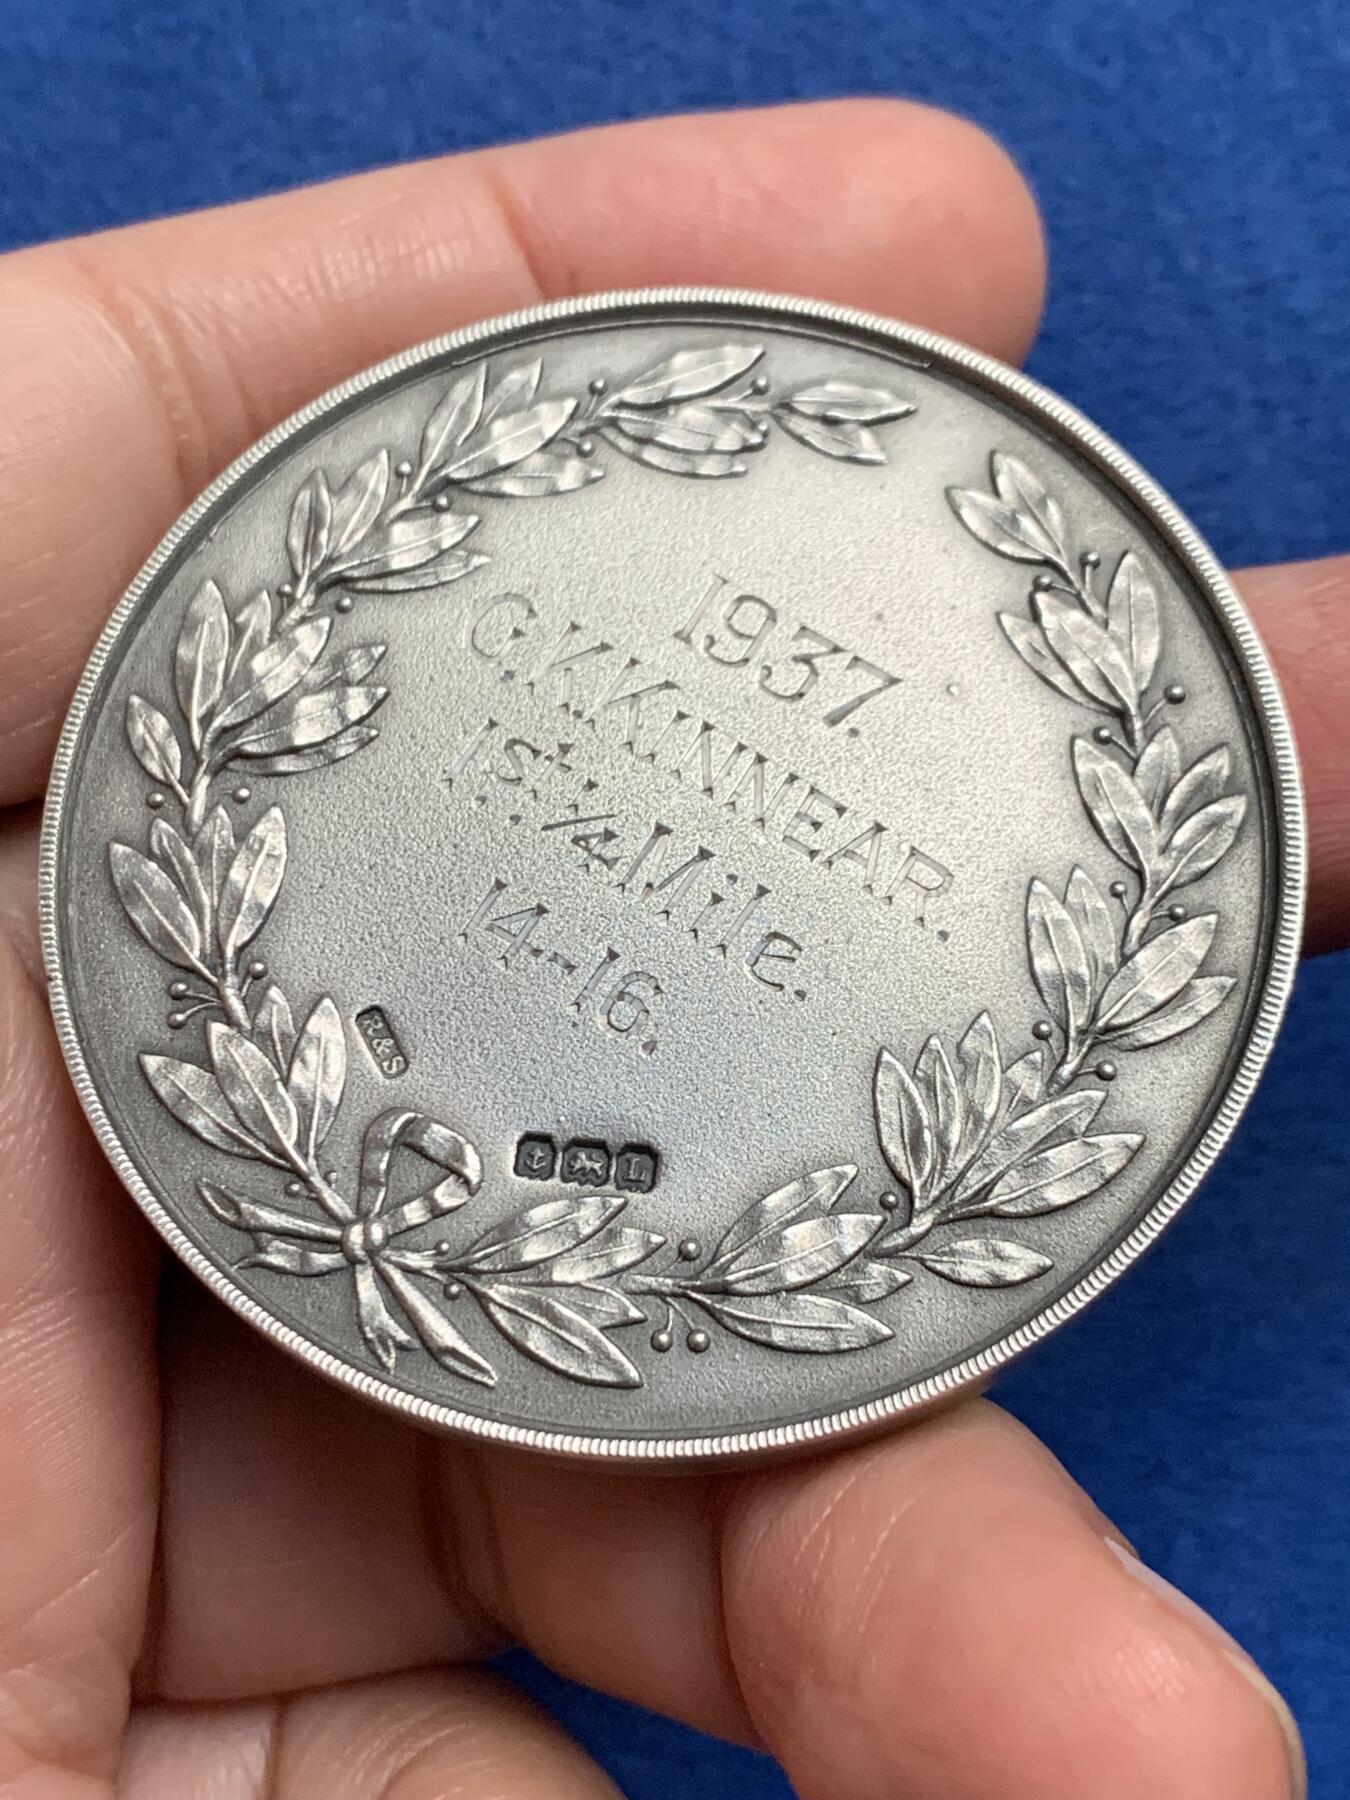 1937.
C.K.KINNEAR.
1st. ¼ Mile.
14-16.
R&S
L